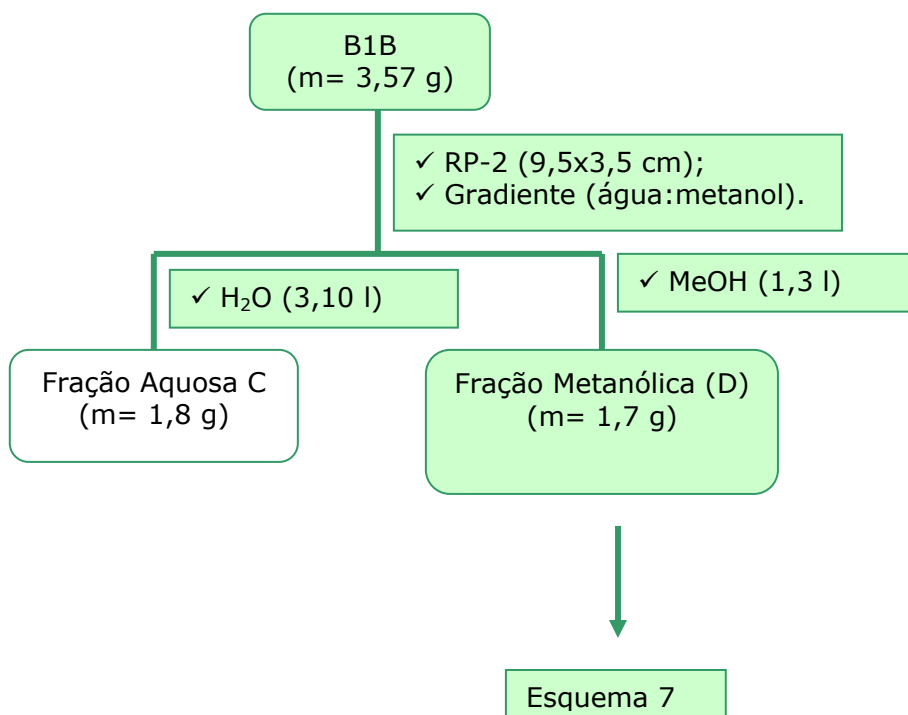 B1B
(m= 3,57 g)
✓ RP-2 (9,5x3,5 cm);
✓ Gradiente (água:metanol).
✓ H₂O (3,10 l)
✓ MeOH (1,3 l)
Fração Aquosa C
(m= 1,8 g)
Fração Metanólica (D)
(m= 1,7 g)
Esquema 7